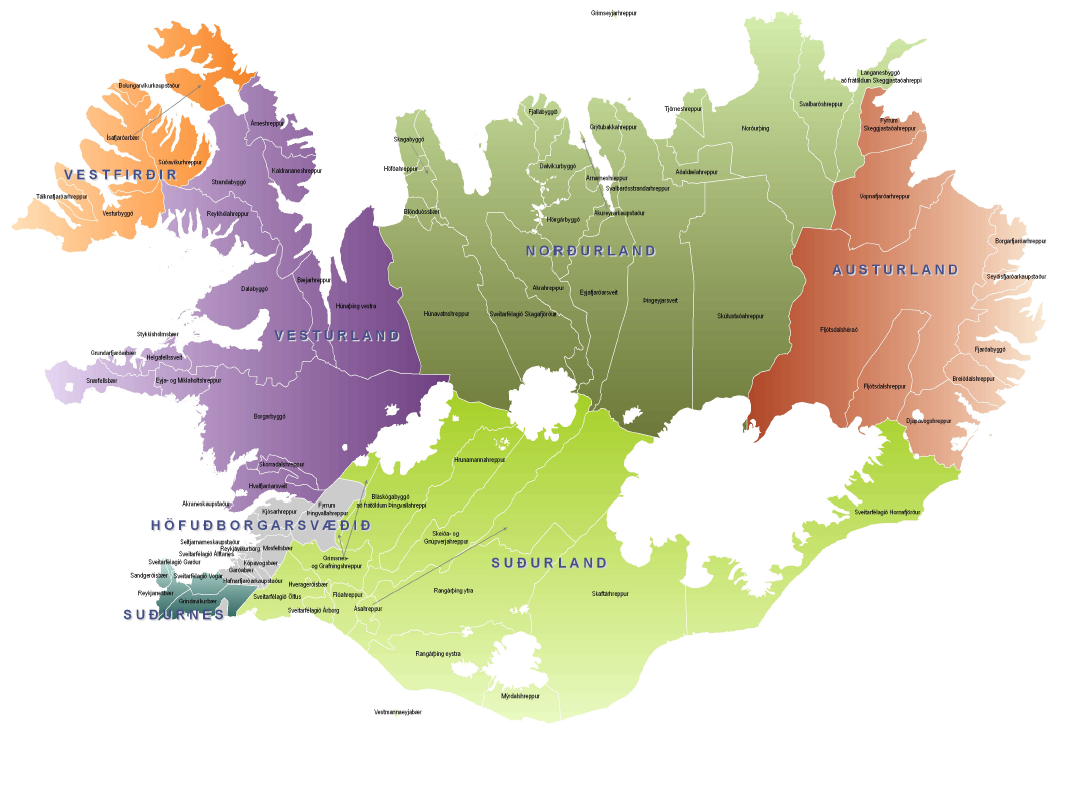 Grímseyjarhreppur
Bolungarvíkurkaupstaður
Ísafjarðarbær
Súðavíkurhreppur
VESTFIRÐIR
Tálknafjarðarhreppur
Vesturbyggð
Árneshreppur
Kaldrananeshreppur
Strandabyggð
Reykhólahreppur
Dalabyggð
Bæjarhreppur
Húnaþing vestra
VESTURLAND
Stykkishólmsbær
Grundarfjarðarbær
Helgafellssveit
Snæfellsbær
Eyja- og Miklaholtshreppur
Borgarbyggð
Skorradalshreppur
Hvalfjarðarsveit
Akraneskaupstaður
Skagabyggð
Höfðahreppur
Blönduósbær
Húnavatnshreppur
Fjallabyggð
Dalvíkurbyggð
Grýtubakkahreppur
Arnarneshreppur
Svalbarðsstrandarhreppur
Akureyrarkaupstaður
Hörgárbyggð
NORÐURLAND
Akrahreppur
Sveitarfélagið Skagafjörður
Eyjafjarðarsveit
Þingeyjarsveit
Skútustaðahreppur
Tjörneshreppur
Aðaldælahreppur
Norðurþing
Svalbarðshreppur
Langanesbyggð
að frátöldum Skeggjastaðahreppi
Fyrrum
Skeggjastaðahreppur
Vopnafjarðarhreppur
Borgarfjarðarhreppur
AUSTURLAND
Seyðisfjarðarkaupstaður
Fljótsdalshérað
Fjarðabyggð
Breiðdalshreppur
Fljótsdalshreppur
Djúpavogshreppur
Sveitarfélagið Hornafjörður
Hrunamannahreppur
Bláskógabyggð
að frátöldum Þingvallahreppi
Fyrrum
Þingvallahreppur
Kjósarhreppur
HÖFUÐBORGARSVÆÐIÐ
Seltjarnarneskaupstaður
Reykjavíkurborg
Mosfellsbær
Sveitarfélagið Álftanes
Kópavogsbær
Garðabær
Hafnarfjarðarkaupstaður
Sveitarfélagið Garður
Sandgerðisbær
Sveitarfélagið Vogar
Reykjanesbær
Grindavíkurbær
SUÐURNES
Skeiða- og
Gnúpverjahreppur
Grímsnes-
og Grafningshreppur
SUÐURLAND
Hveragerðisbær
Sveitarfélagið Ölfus
Flóahreppur
Sveitarfélagið Árborg
Ásahreppur
Rangárþing ytra
Skaftárhreppur
Rangárþing eystra
Mýrdalshreppur
Vestmannaeyjabær